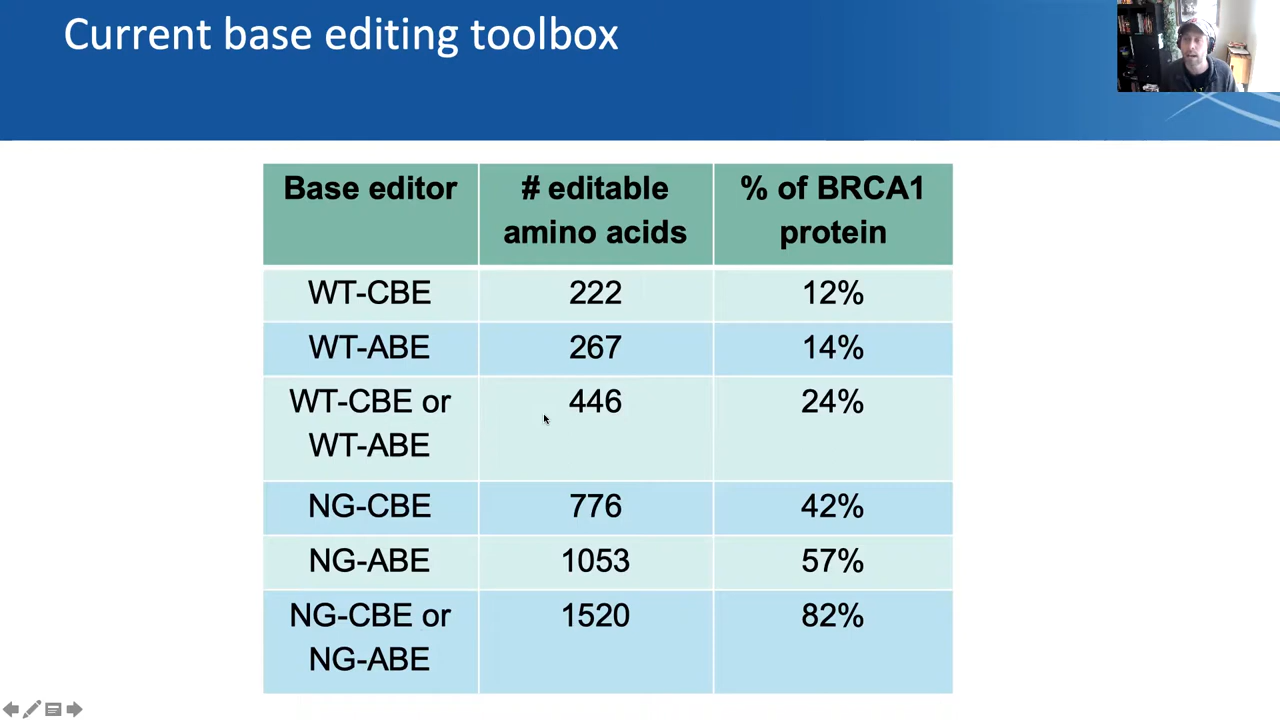 Current base editing toolbox
Base editor
# editable
amino acids
% of BRCA1
protein
WT-CBE
222
12%
WT-ABE
267
14%
WT-CBE or
WT-ABE
446
24%
NG-CBE
776
42%
NG-ABE
1053
57%
NG-CBE or
NG-ABE
1520
82%